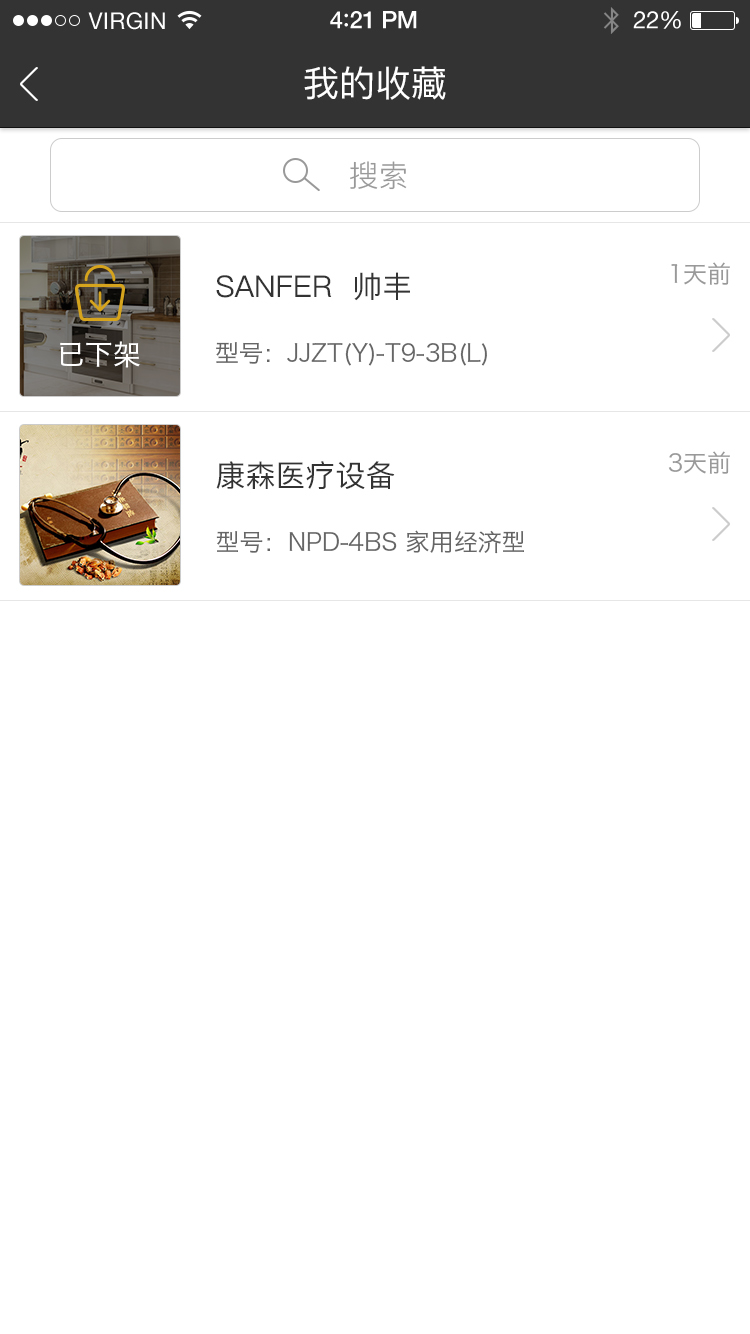 VIRGIN 4:21 PM 22%
我的收藏
搜索
SANFER 帅丰
1天前
型号：JJZT(Y)-T9-3B(L)
已下架
康森医疗设备
3天前
型号：NPD-4BS 家用经济型